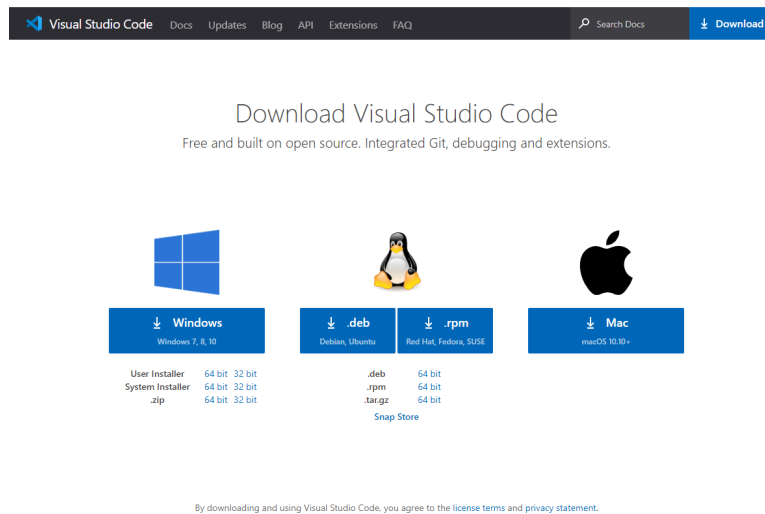 Visual Studio Code Docs Updates Blog API Extensions FAQ Search Docs Download
Download Visual Studio Code
Free and built on open source. Integrated Git, debugging and extensions.
Windows
Windows 7, 8, 10
User Installer 64 bit 32 bit
System Installer 64 bit 32 bit
.zip 64 bit 32 bit
.deb
Debian, Ubuntu
.rpm
Red Hat, Fedora, SUSE
.deb 64 bit
.rpm 64 bit
.tar.gz 64 bit
Snap Store
Mac
macOS 10.10+
By downloading and using Visual Studio Code, you agree to the license terms and privacy statement.